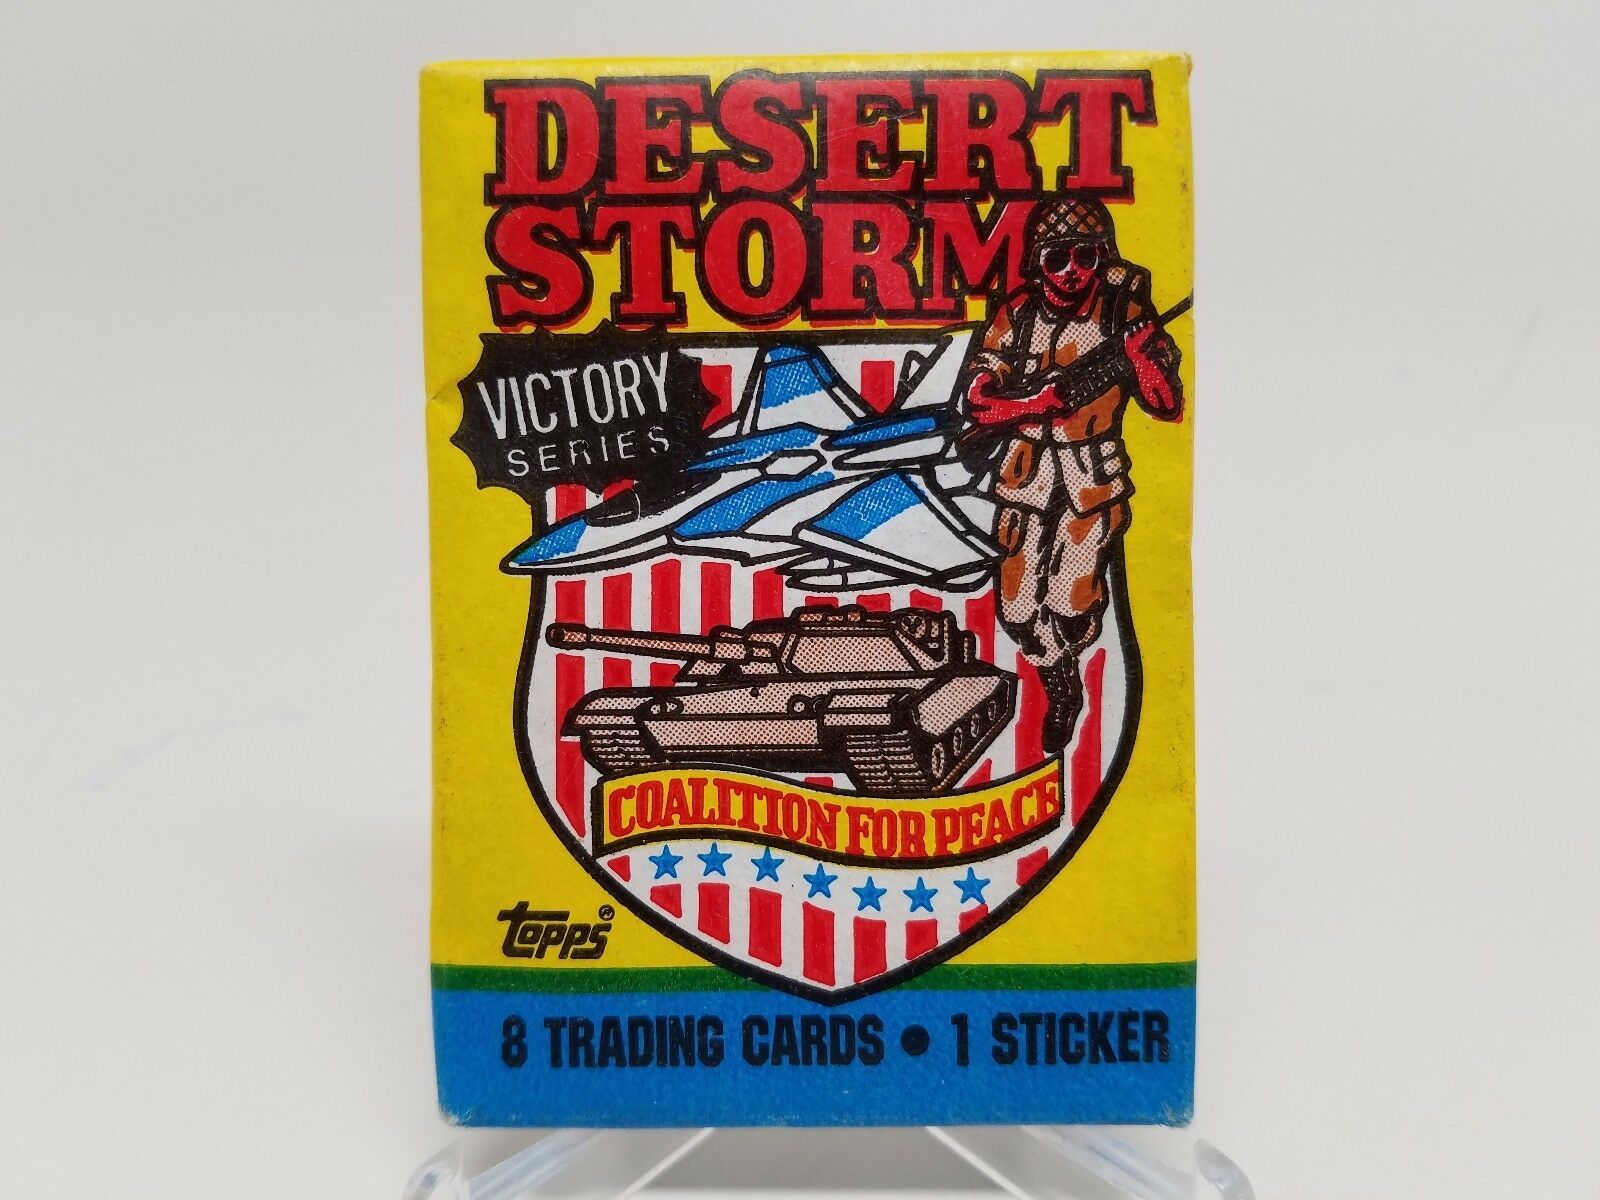 DESERT
STORM
VICTORY
SERIES
COALITION FOR PEACE
topps®
8 TRADING CARDS • 1 STICKER